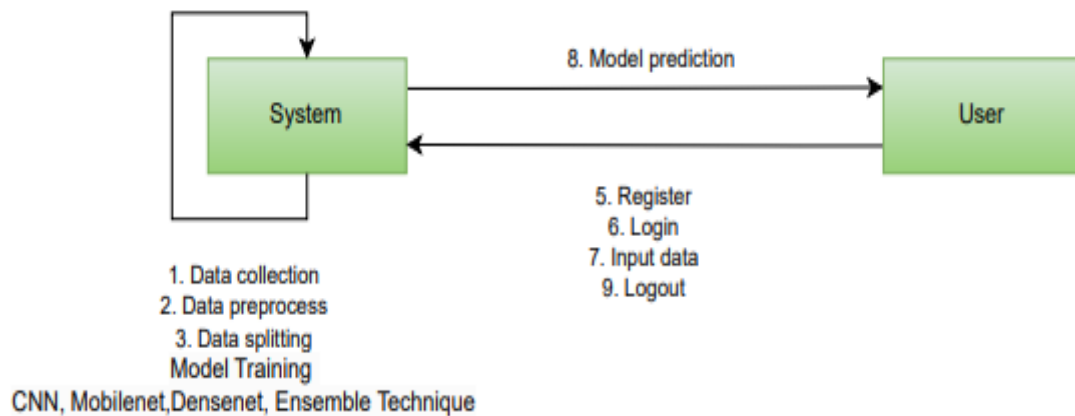 8. Model prediction
System
User
5. Register
6. Login
7. Input data
9. Logout
1. Data collection
2. Data preprocess
3. Data splitting
Model Training
CNN, Mobilenet,Densenet, Ensemble Technique